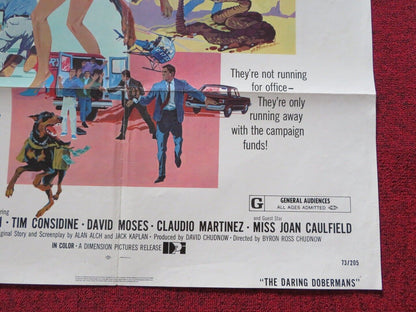 They're not running
for office-
They're only
running away
with the campaign
funds!
G GENERAL AUDIENCES
ALL AGES ADMITTED
and Guest Star
TIM CONSIDINE · DAVID MOSES · CLAUDIO MARTINEZ · MISS JOAN CAULFIELD
Story and Screenplay by ALAN ALCH and JACK KAPLAN · Produced by DAVID CHUDNOW · Directed by BYRON ROSS CHUDNOW
IN COLOR · A DIMENSION PICTURES RELEASE
73/205
"THE DARING DOBERMANS"